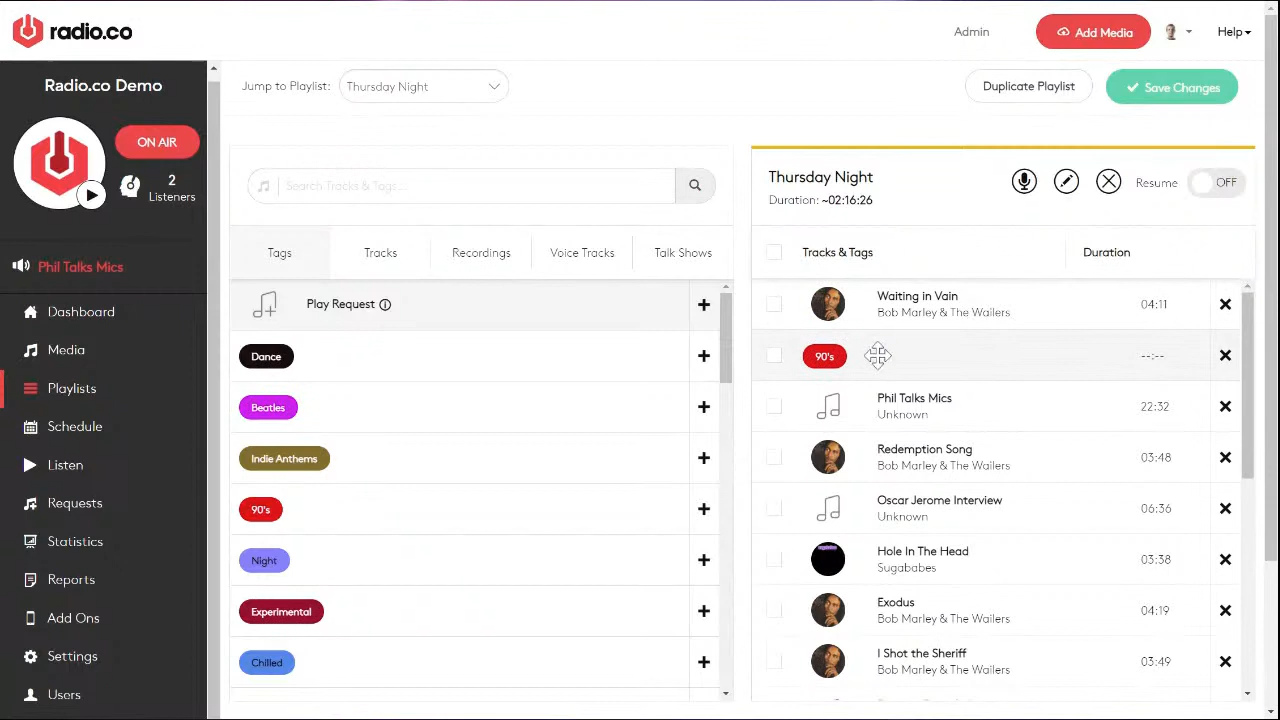 radio.co
Admin
Add Media
Help
Radio.co Demo
ON AIR
2
Listeners
Phil Talks Mics
Dashboard
Media
Playlists
Schedule
Listen
Requests
Statistics
Reports
Add Ons
Settings
Users
Jump to Playlist:
Thursday Night
Duplicate Playlist
Save Changes
Search Tracks & Tags...
Tags
Tracks
Recordings
Voice Tracks
Talk Shows
Play Request
Dance
Beatles
Indie Anthems
90's
Night
Experimental
Chilled
Thursday Night
Duration: ~02:16:26
Resume
OFF
Tracks & Tags
Duration
Waiting in Vain
Bob Marley & The Wailers
04:11
90's
--:--
Phil Talks Mics
Unknown
22:32
Redemption Song
Bob Marley & The Wailers
03:48
Oscar Jerome Interview
Unknown
06:36
Hole In The Head
Sugababes
03:38
Exodus
Bob Marley & The Wailers
04:19
I Shot the Sheriff
Bob Marley & The Wailers
03:49